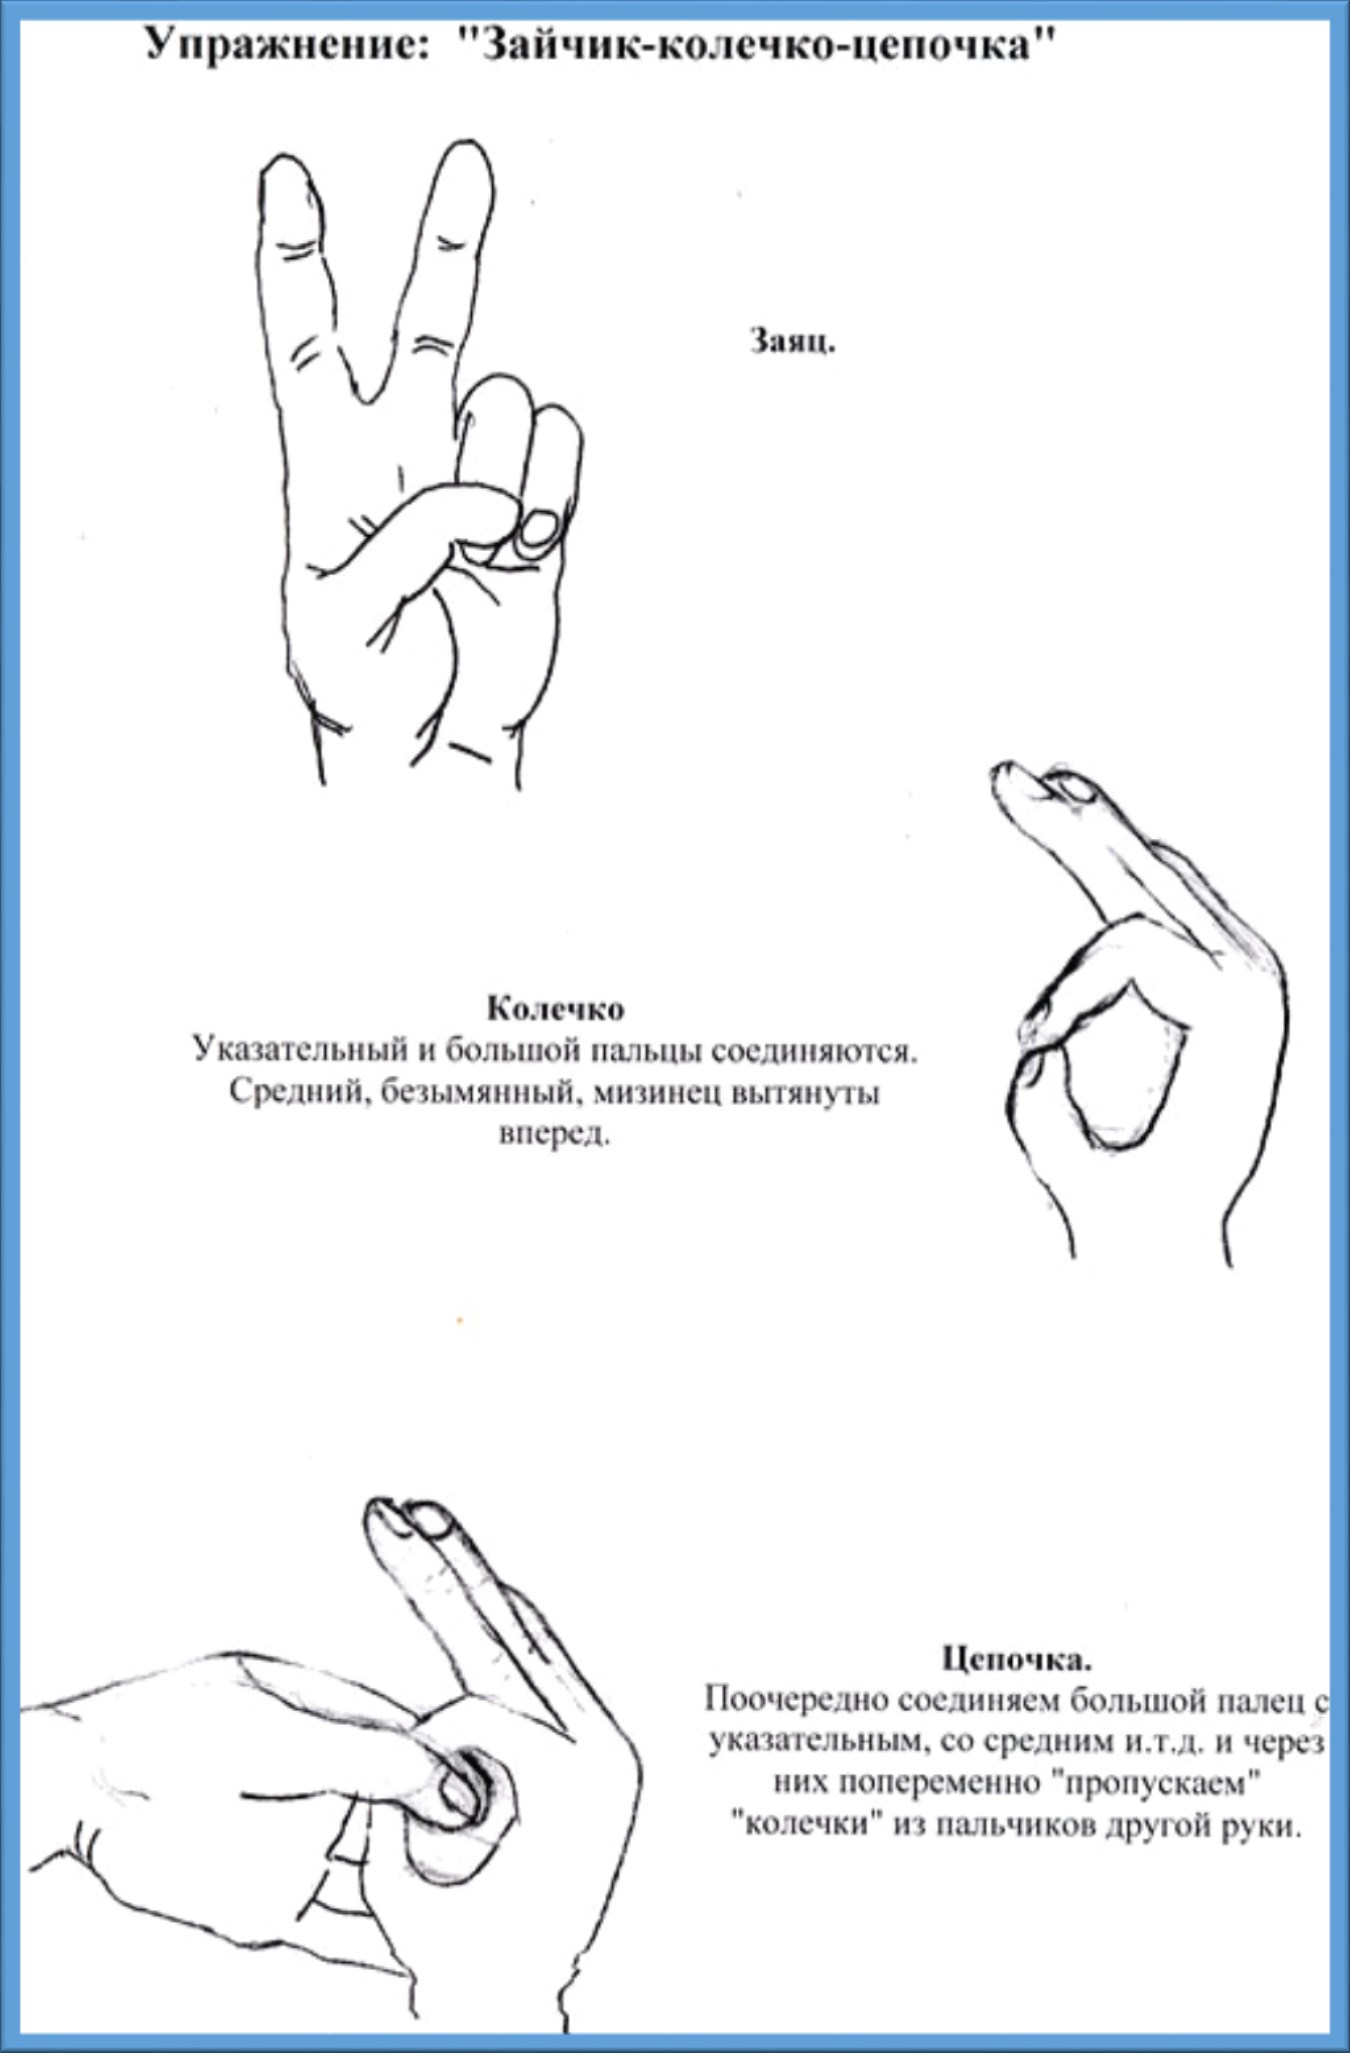 Упражнение: "Зайчик-колечко-цепочка"
Заяц.
Колечко
Указательный и большой пальцы соединяются.
Средний, безымянный, мизинец вытянуты
вперед.
Цепочка.
Поочередно соединяем большой палец с
указательным, со средним и.т.д. и через
них попеременно "пропускаем"
"колечки" из пальчиков другой руки.